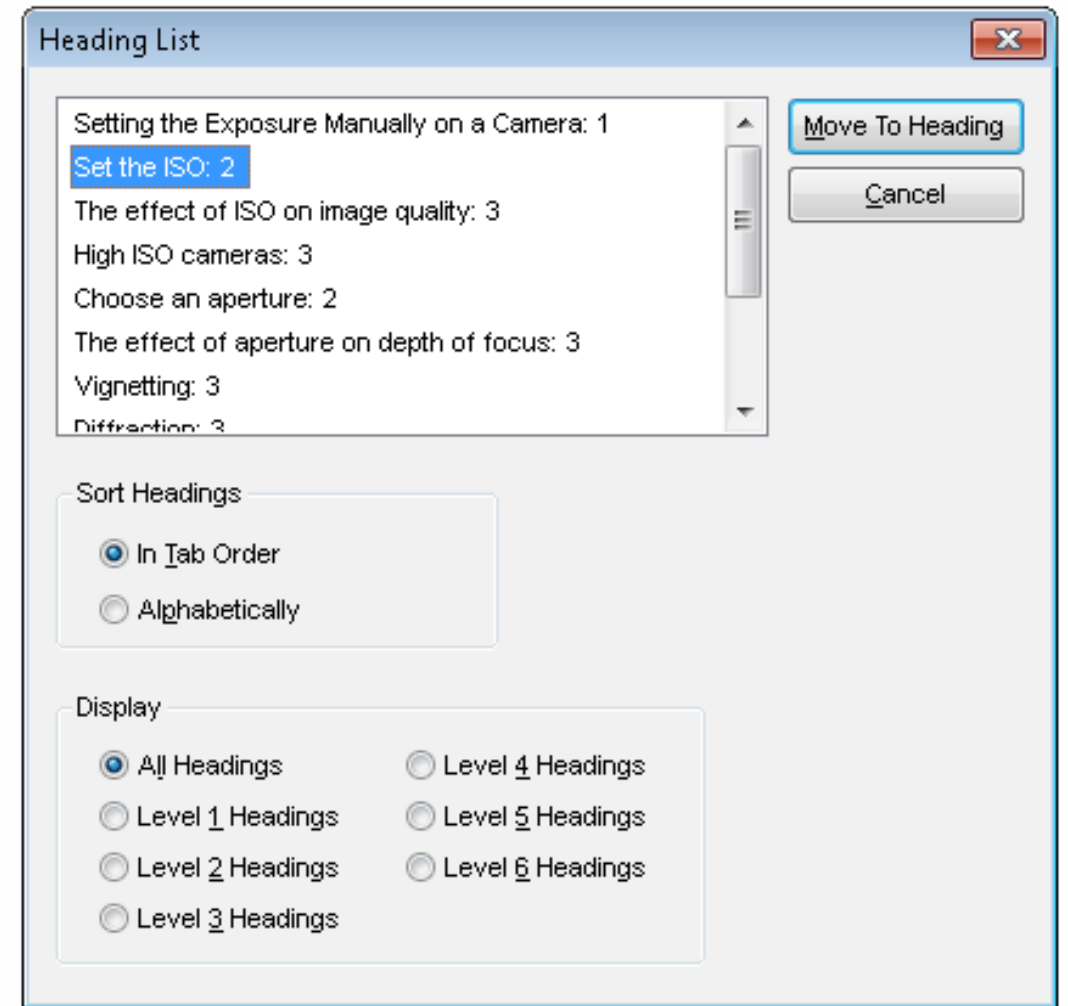 Heading List
Setting the Exposure Manually on a Camera: 1
Set the ISO: 2
The effect of ISO on image quality: 3
High ISO cameras: 3
Choose an aperture: 2
The effect of aperture on depth of focus: 3
Vignetting: 3
Diffraction: 3
Move To Heading
Cancel
Sort Headings
In Tab Order
Alphabetically
Display
All Headings
Level 4 Headings
Level 1 Headings
Level 5 Headings
Level 2 Headings
Level 6 Headings
Level 3 Headings